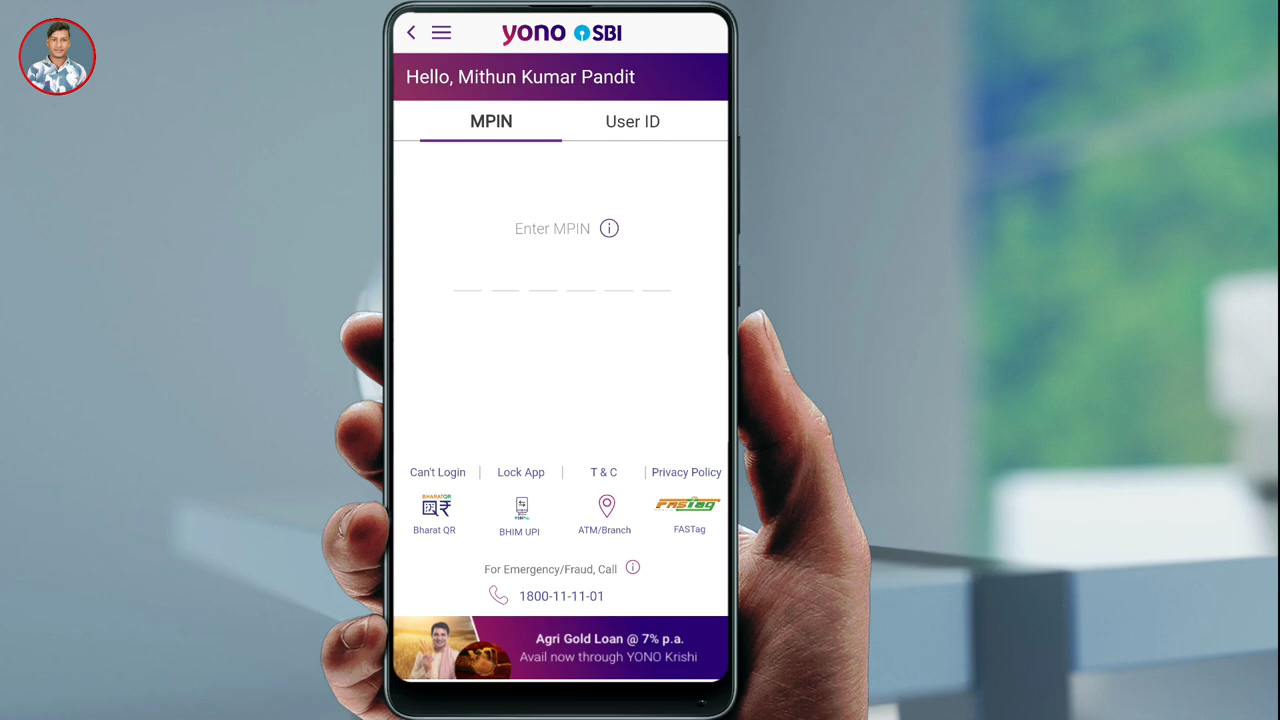 yono SBI
Hello, Mithun Kumar Pandit
MPIN User ID
Enter MPIN
Can't Login | Lock App | T & C | Privacy Policy
BHARATQR FASTag
Bharat QR BHIM UPI ATM/Branch FASTag
For Emergency/Fraud, Call
1800-11-11-01
Agri Gold Loan @ 7% p.a.
Avail now through YONO Krishi